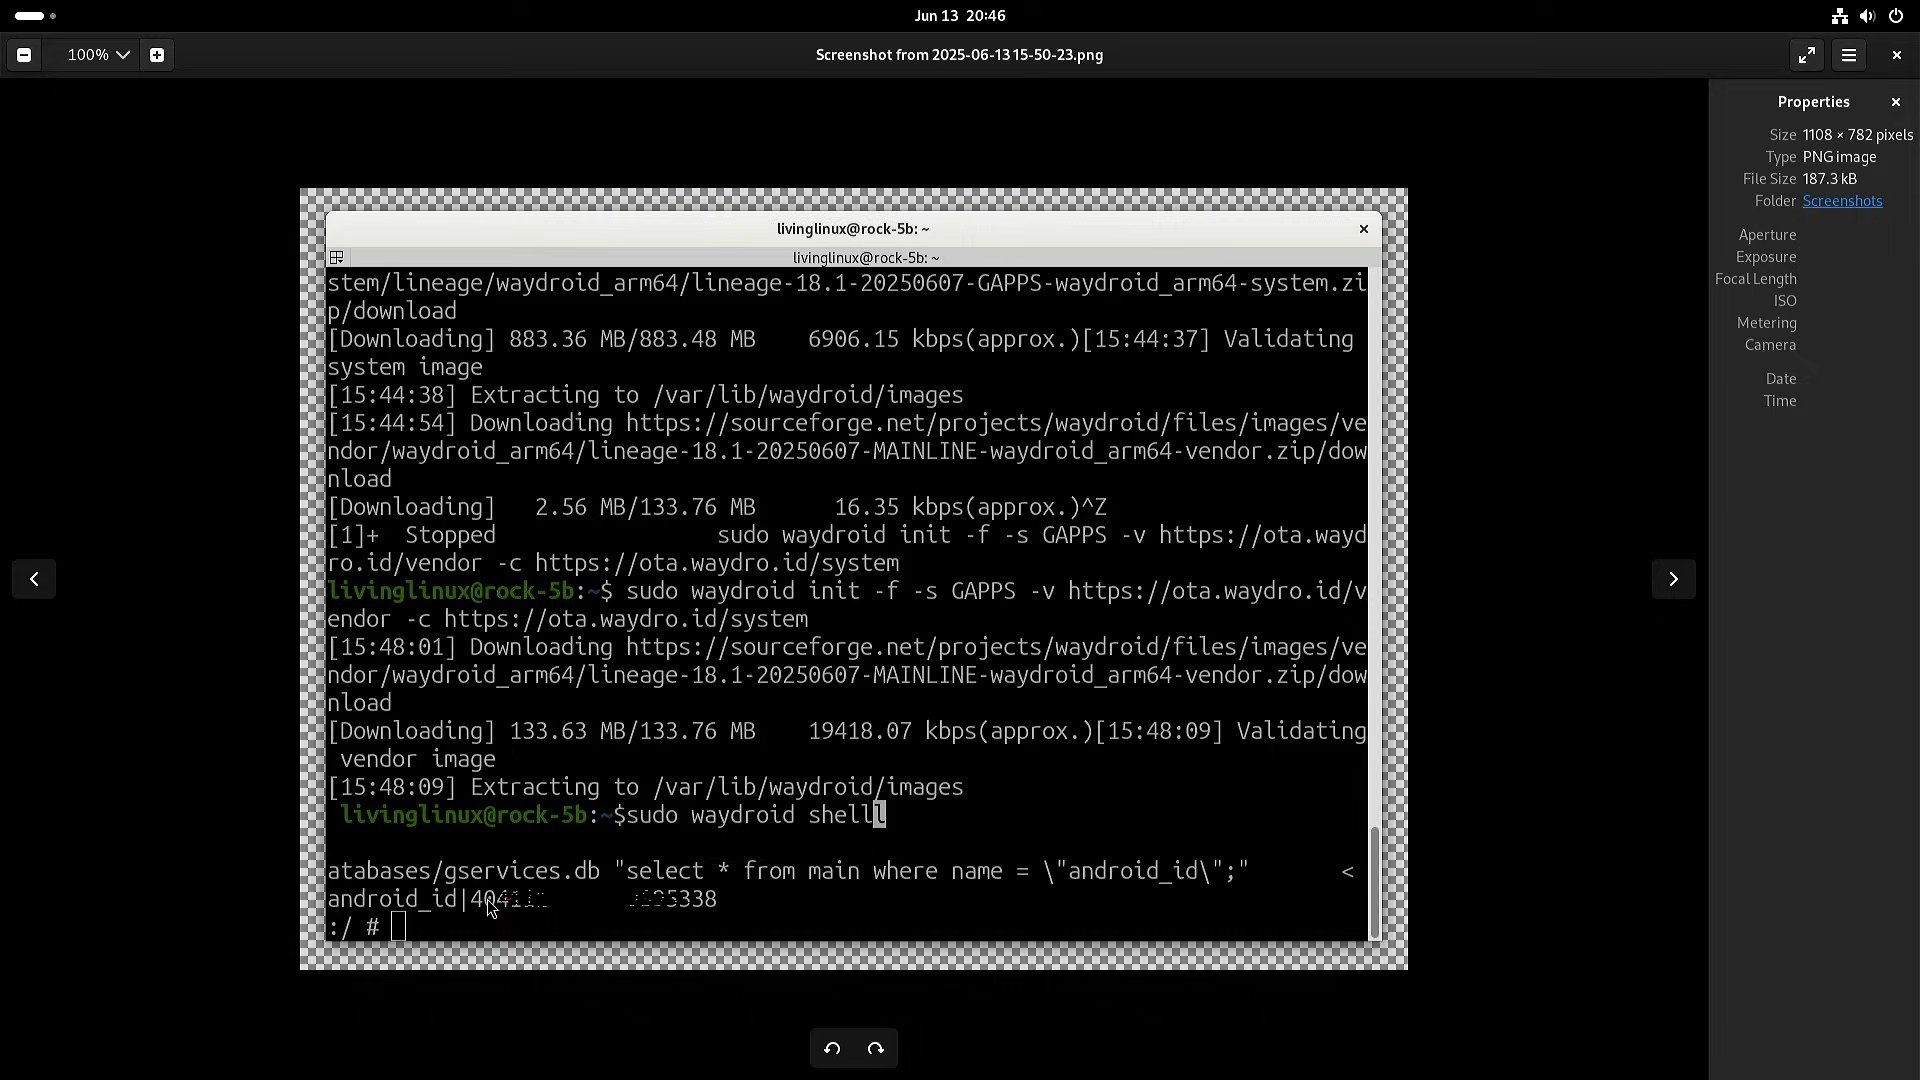 Jun 13 20:46
100%
Screenshot from 2025-06-13 15-50-23.png
Properties
Size 1108 × 782 pixels
Type PNG image
File Size 187.3 kB
Folder Screenshots
Aperture
Exposure
Focal Length
ISO
Metering
Camera
Date
Time
livinglinux@rock-5b: ~
livinglinux@rock-5b: ~
stem/lineage/waydroid_arm64/lineage-18.1-20250607-GAPPS-waydroid_arm64-system.zi
p/download
[Downloading] 883.36 MB/883.48 MB    6906.15 kbps(approx.)[15:44:37] Validating
system image
[15:44:38] Extracting to /var/lib/waydroid/images
[15:44:54] Downloading https://sourceforge.net/projects/waydroid/files/images/ve
ndor/waydroid_arm64/lineage-18.1-20250607-MAINLINE-waydroid_arm64-vendor.zip/dow
nload
[Downloading]   2.56 MB/133.76 MB      16.35 kbps(approx.)^Z
[1]+  Stopped                 sudo waydroid init -f -s GAPPS -v https://ota.wayd
ro.id/vendor -c https://ota.waydro.id/system
livinglinux@rock-5b:~$ sudo waydroid init -f -s GAPPS -v https://ota.waydro.id/v
endor -c https://ota.waydro.id/system
[15:48:01] Downloading https://sourceforge.net/projects/waydroid/files/images/ve
ndor/waydroid_arm64/lineage-18.1-20250607-MAINLINE-waydroid_arm64-vendor.zip/dow
nload
[Downloading] 133.63 MB/133.76 MB    19418.07 kbps(approx.)[15:48:09] Validating
 vendor image
[15:48:09] Extracting to /var/lib/waydroid/images
 livinglinux@rock-5b:~$sudo waydroid shell
atabases/gservices.db "select * from main where name = \"android_id\";"       <
android_id|
:/ #